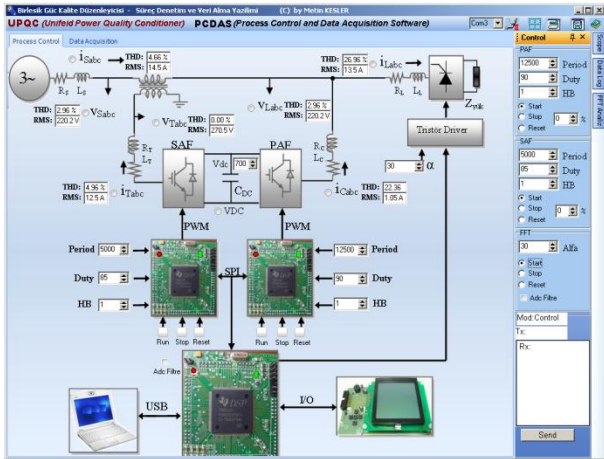 Birlesik Güc Kalite Düzenleyicisi - Süreç Denetim ve Veri Alma Yazilimi (C) by Metin KESLER
UPQC (Unified Power Quality Conditioner) PCDAS (Process Control and Data Acquisition Software)
Com3
Process Control Data Acquisition
3~
RS LS
iSabc
THD: 4.66 %
RMS: 14.5 A
THD: 2.96 %
RMS: 220.2 V
VSabc
VTabc
THD: 0.00 %
RMS: 270.5 V
VLabc
THD: 2.96 %
RMS: 220.2 V
THD: 26.96 %
RMS: 13.5 A
iLabc
RL LL
Zyük
Tristör Driver
30 α
RT
LT
THD: 4.96 %
RMS: 12.5 A
iTabc
SAF
Vdc 700
CDC
VDC
PAF
RC
LC
iCabc
THD: 22.36
RMS: 1.05 A
PWM
PWM
Period 5000
Duty 85
HB 1
SPI
12500 Period
90 Duty
1 HB
Run Stop Reset
Run Stop Reset
Adc Filtre
DSP
USB
I/O
Control
PAF
12500 Period
90 Duty
1 HB
Start
Stop 0 %
Reset
SAF
5000 Period
85 Duty
1 HB
Start
Stop 0 %
Reset
FFT
30 Alfa
Start
Stop
Reset
Adc Filtre
Mod:Control
Tx:
Rx:
Send
Scope
Data Log
FFT Analiz